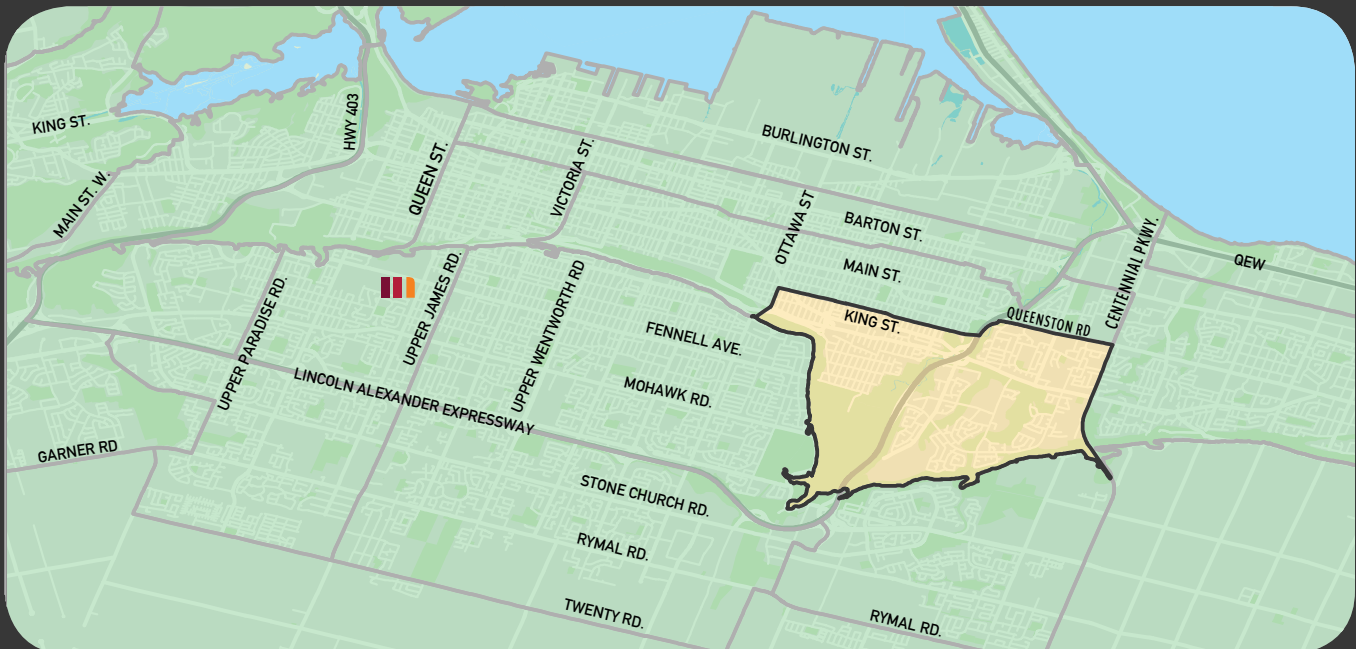 KING ST.
MAIN ST. W.
HWY 403
QUEEN ST.
VICTORIA ST.
BURLINGTON ST.
OTTAWA ST
BARTON ST.
MAIN ST.
CENTENNIAL PKWY.
QEW
KING ST.
QUEENSTON RD
UPPER PARADISE RD.
UPPER JAMES RD.
UPPER WENTWORTH RD
FENNELL AVE.
MOHAWK RD.
LINCOLN ALEXANDER EXPRESSWAY
GARNER RD
STONE CHURCH RD.
RYMAL RD.
TWENTY RD.
RYMAL RD.